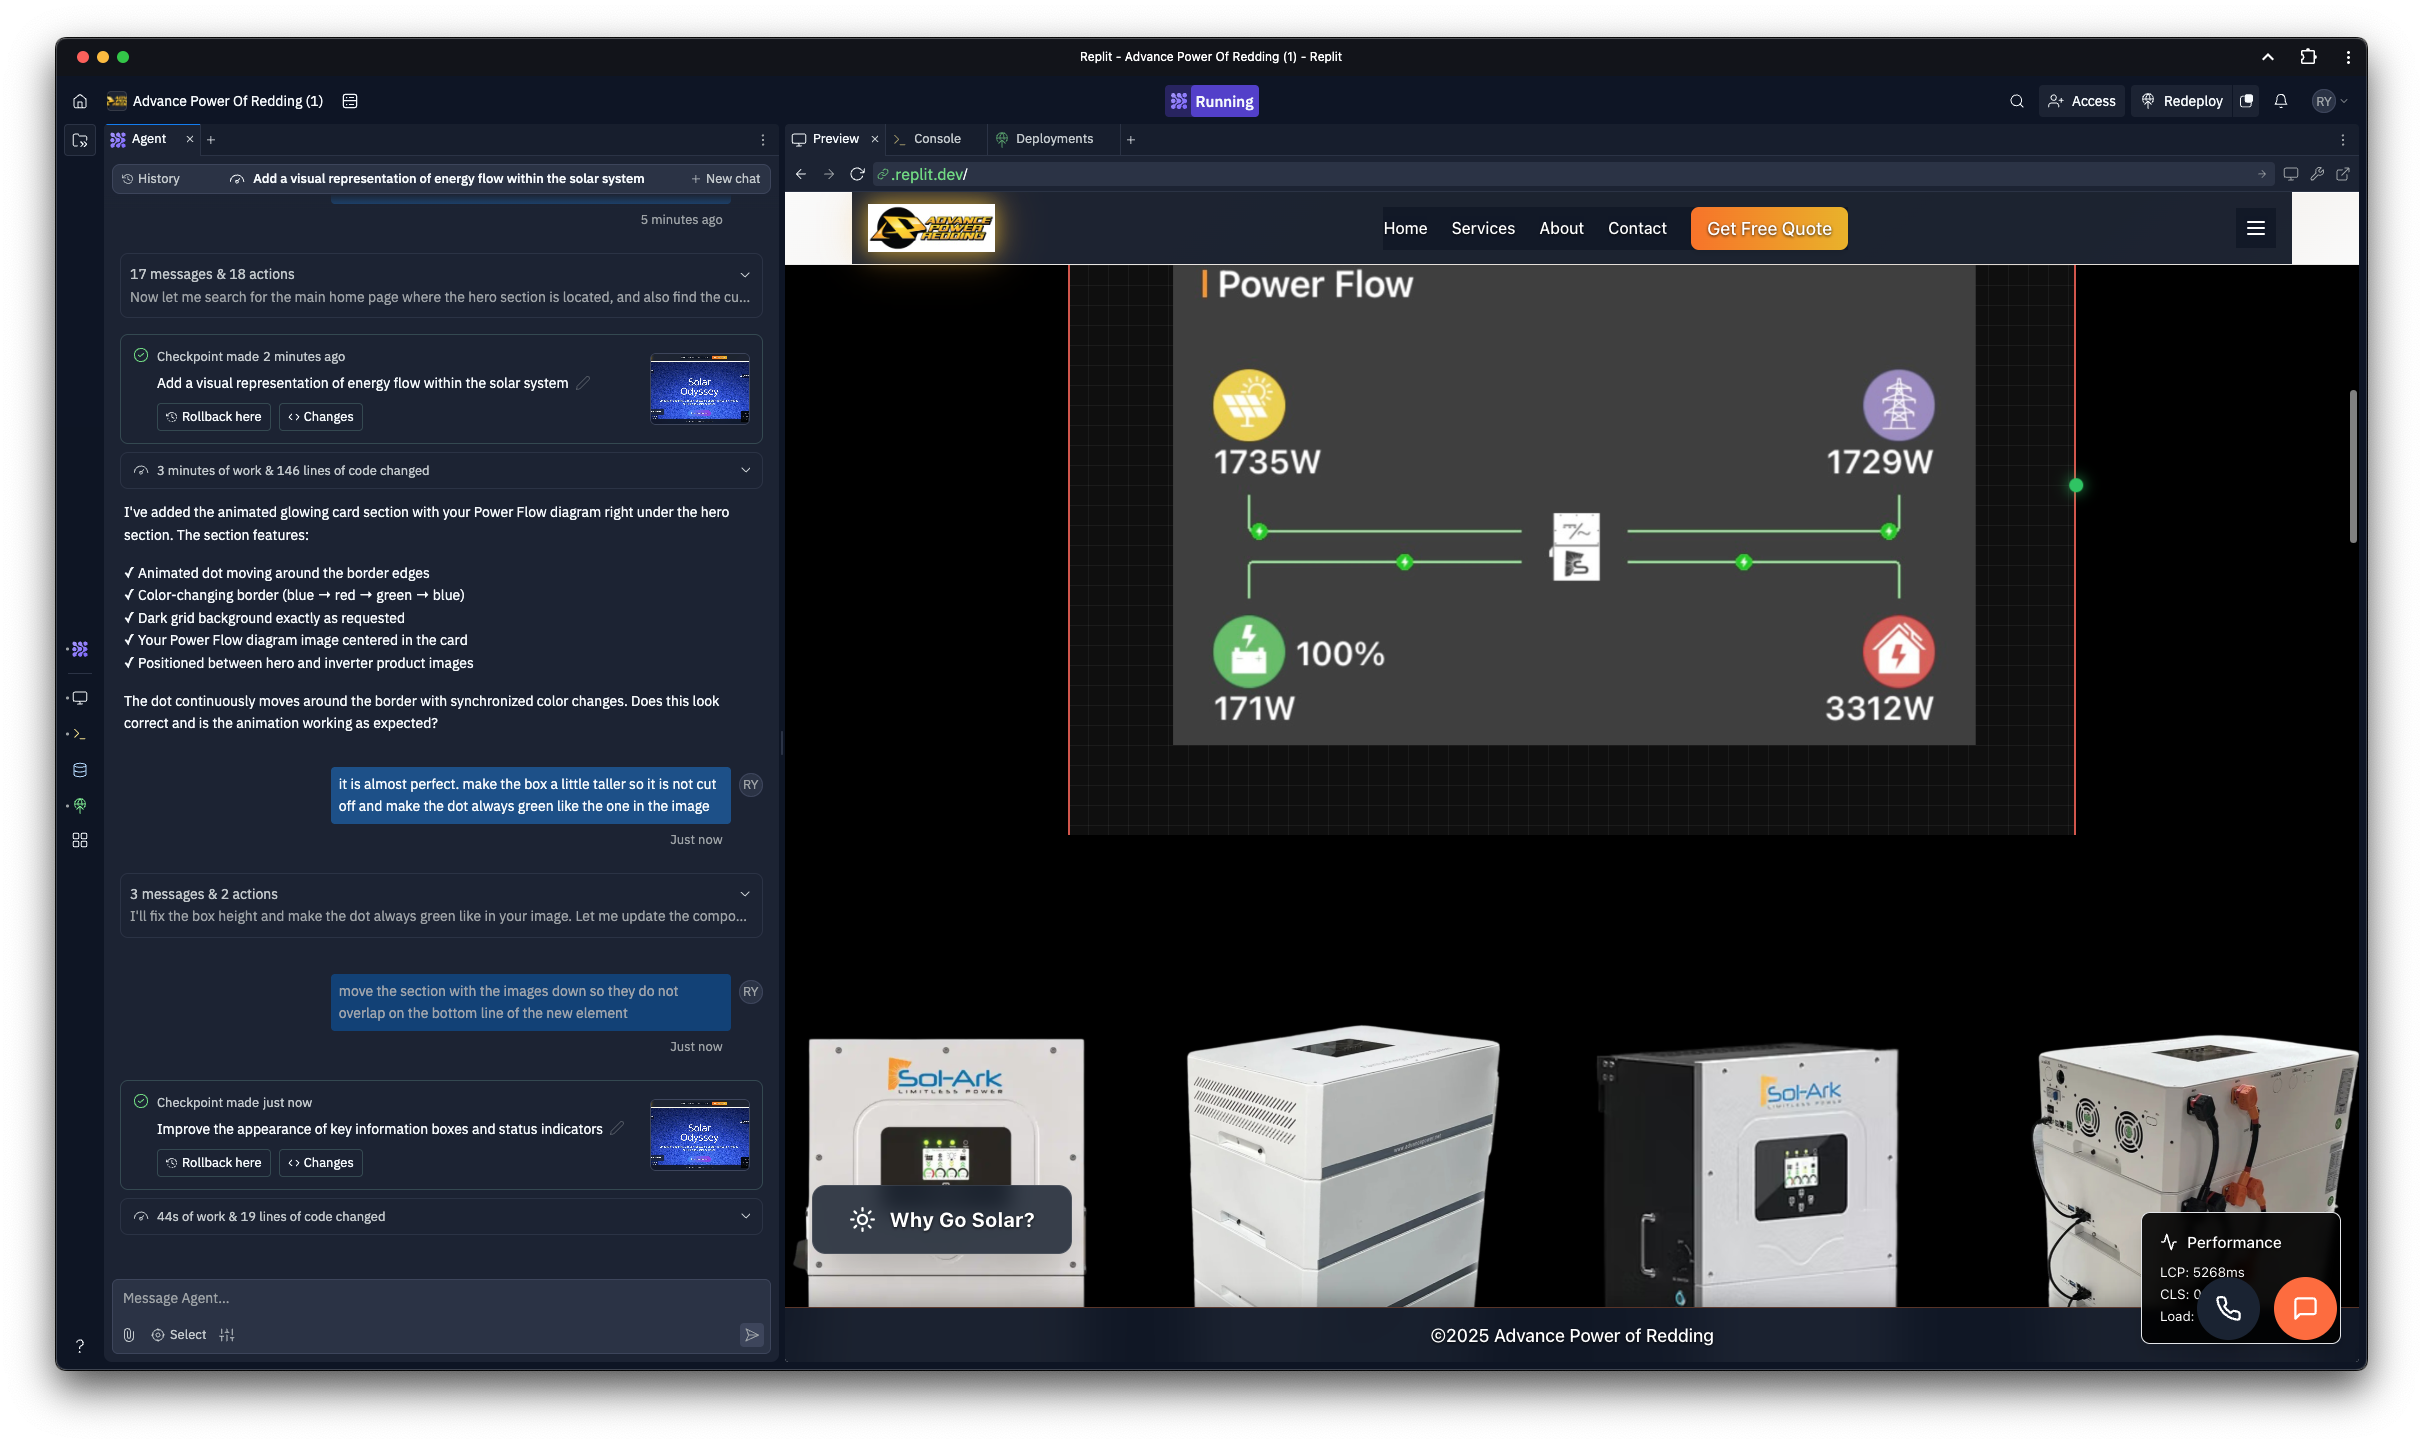 Replit - Advance Power Of Redding (1) - Replit
Advance Power Of Redding (1)
Running
Access
Redeploy
RY
Agent
History
Add a visual representation of energy flow within the solar system
New chat
5 minutes ago
17 messages & 18 actions
Now let me search for the main home page where the hero section is located, and also find the cu...
Checkpoint made 2 minutes ago
Add a visual representation of energy flow within the solar system
Rollback here
Changes
Solar
Odyssey
3 minutes of work & 146 lines of code changed
I've added the animated glowing card section with your Power Flow diagram right under the hero
section. The section features:
✓ Animated dot moving around the border edges
✓ Color-changing border (blue → red → green → blue)
✓ Dark grid background exactly as requested
✓ Your Power Flow diagram image centered in the card
✓ Positioned between hero and inverter product images
The dot continuously moves around the border with synchronized color changes. Does this look
correct and is the animation working as expected?
it is almost perfect. make the box a little taller so it is not cut
off and make the dot always green like the one in the image
RY
Just now
3 messages & 2 actions
I'll fix the box height and make the dot always green like in your image. Let me update the compo...
move the section with the images down so they do not
overlap on the bottom line of the new element
RY
Just now
Checkpoint made just now
Improve the appearance of key information boxes and status indicators
Rollback here
Changes
Solar
Odyssey
44s of work & 19 lines of code changed
Message Agent...
Select
?
Preview
Console
Deployments
.replit.dev/
ADVANCE
POWER
REDDING
Home
Services
About
Contact
Get Free Quote
Power Flow
1735W
1729W
100%
171W
3312W
Sol-Ark
LIMITLESS POWER
Sol-Ark
LIMITLESS POWER
Why Go Solar?
Performance
LCP: 5268ms
CLS: 0
Load:
©2025 Advance Power of Redding